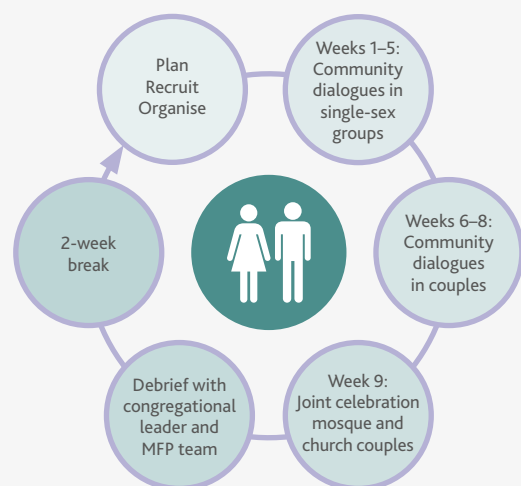 Plan
Recruit
Organise
Weeks 1–5:
Community
dialogues in
single-sex
groups
Weeks 6–8:
Community
dialogues
in couples
Week 9:
Joint celebration
mosque and
church couples
Debrief with
congregational
leader and
MFP team
2-week
break